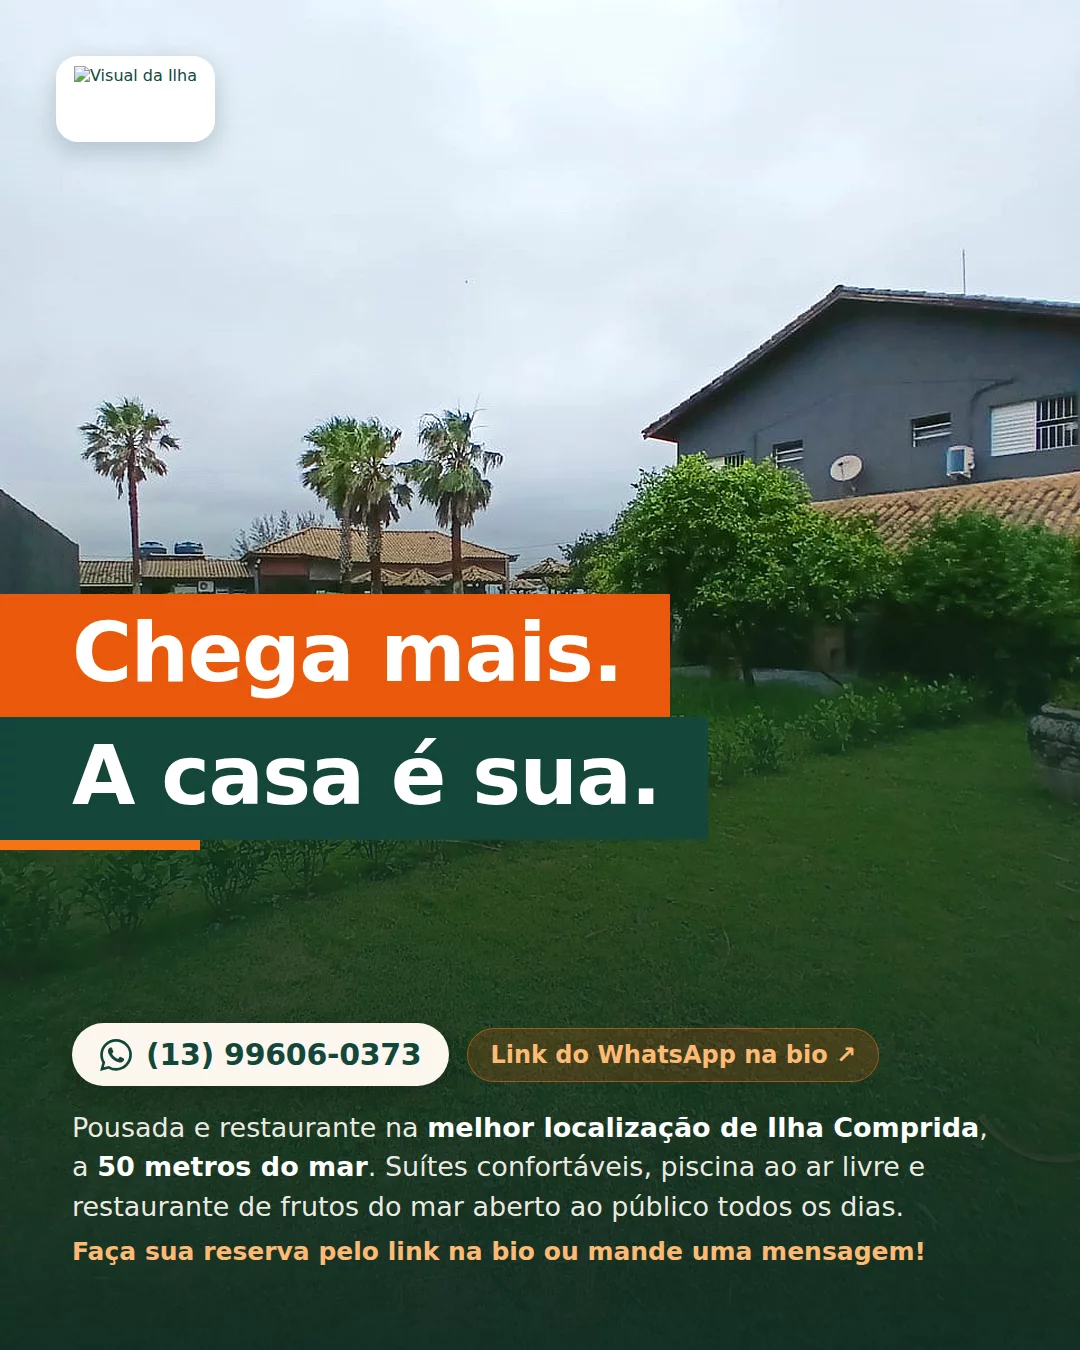 Visual da Ilha
Chega mais.
A casa é sua.
(13) 99606-0373
Link do WhatsApp na bio ↗
Pousada e restaurante na melhor localização de Ilha Comprida,
a 50 metros do mar. Suítes confortáveis, piscina ao ar livre e
restaurante de frutos do mar aberto ao público todos os dias.
Faça sua reserva pelo link na bio ou mande uma mensagem!